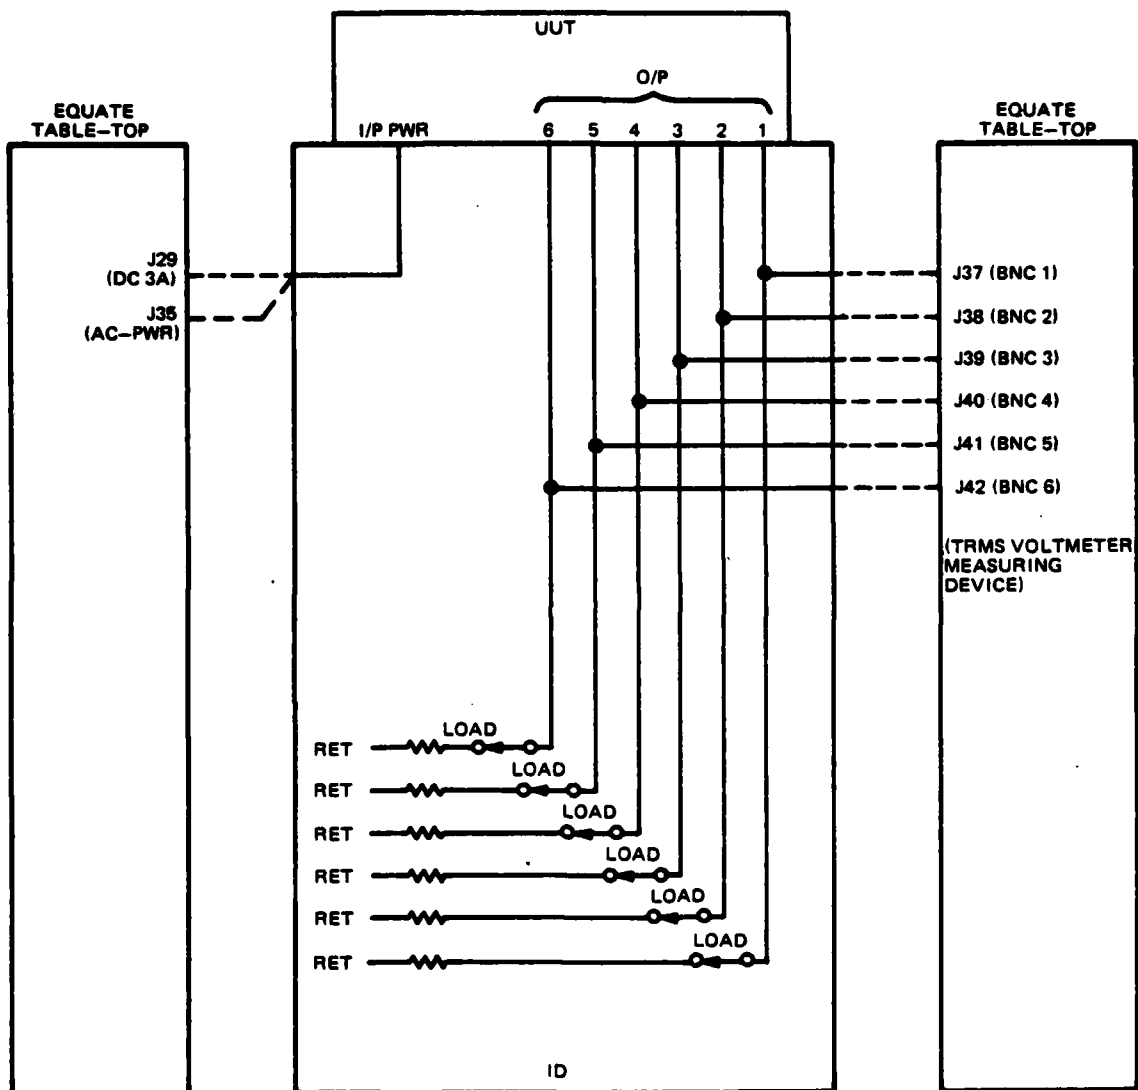 UUT
O/P
EQUATE
TABLE–TOP
EQUATE
TABLE–TOP
I/P PWR
6 5 4 3 2 1
J29
(DC 3A)
J35
(AC–PWR)
J37 (BNC 1)
J38 (BNC 2)
J39 (BNC 3)
J40 (BNC 4)
J41 (BNC 5)
J42 (BNC 6)
(TRMS VOLTMETER
MEASURING
DEVICE)
RET LOAD
RET LOAD
RET LOAD
RET LOAD
RET LOAD
RET LOAD
ID